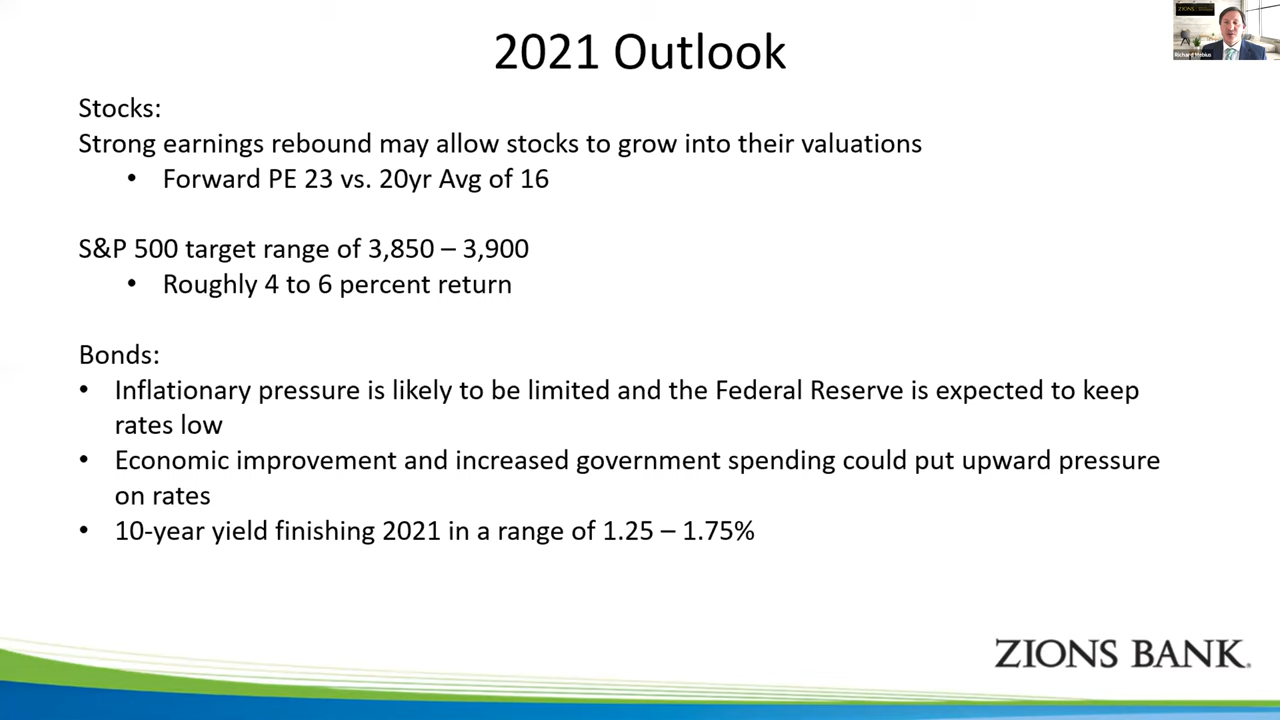 2021 Outlook
ZIONS
Richard Mebius
Stocks:
Strong earnings rebound may allow stocks to grow into their valuations
• Forward PE 23 vs. 20yr Avg of 16
S&P 500 target range of 3,850 – 3,900
• Roughly 4 to 6 percent return
Bonds:
• Inflationary pressure is likely to be limited and the Federal Reserve is expected to keep
rates low
• Economic improvement and increased government spending could put upward pressure
on rates
• 10-year yield finishing 2021 in a range of 1.25 – 1.75%
ZIONS BANK.